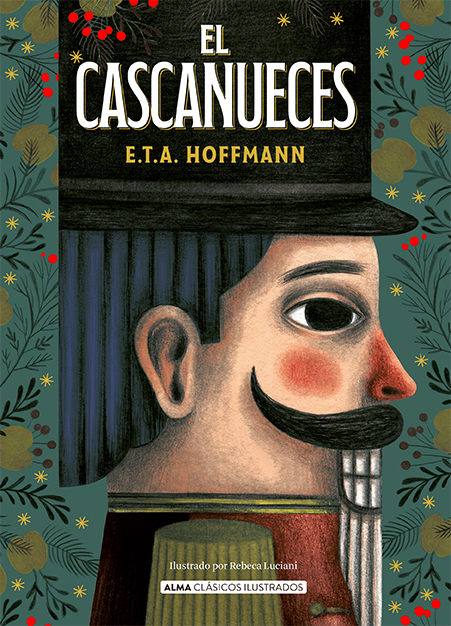 EL
CASCANUECES
E.T.A. HOFFMANN
Ilustrado por Rebeca Luciani
ALMA CLÁSICOS ILUSTRADOS